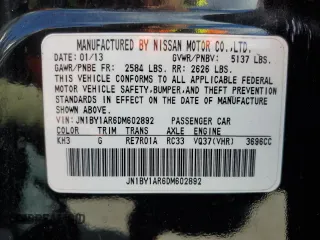 MANUFACTURED BY NISSAN MOTOR CO.,LTD.
DATE: 01/13 GVWR/PNBV: 5137 LBS.
GAWR/PNBE FR: 2584 LBS. RR: 2626 LBS.
THIS CAR CONFORMS TO ALL APPLICABLE FEDERAL
MOTOR VEHICLE SAFETY, BUMPER, AND THEFT PREVENTION
STANDARDS IN EFFECT ON THE DATE OF MANUFACTURE
SHOWN ABOVE.
VIN: JN1BY1AR6DM602892 PASSENGER CAR
COLOR TRIM TRANS AXLE ENGINE
KH3 G RE7R01A RC33 VQ37(VHR) 3696CC
JN1BY1AR6DM602892